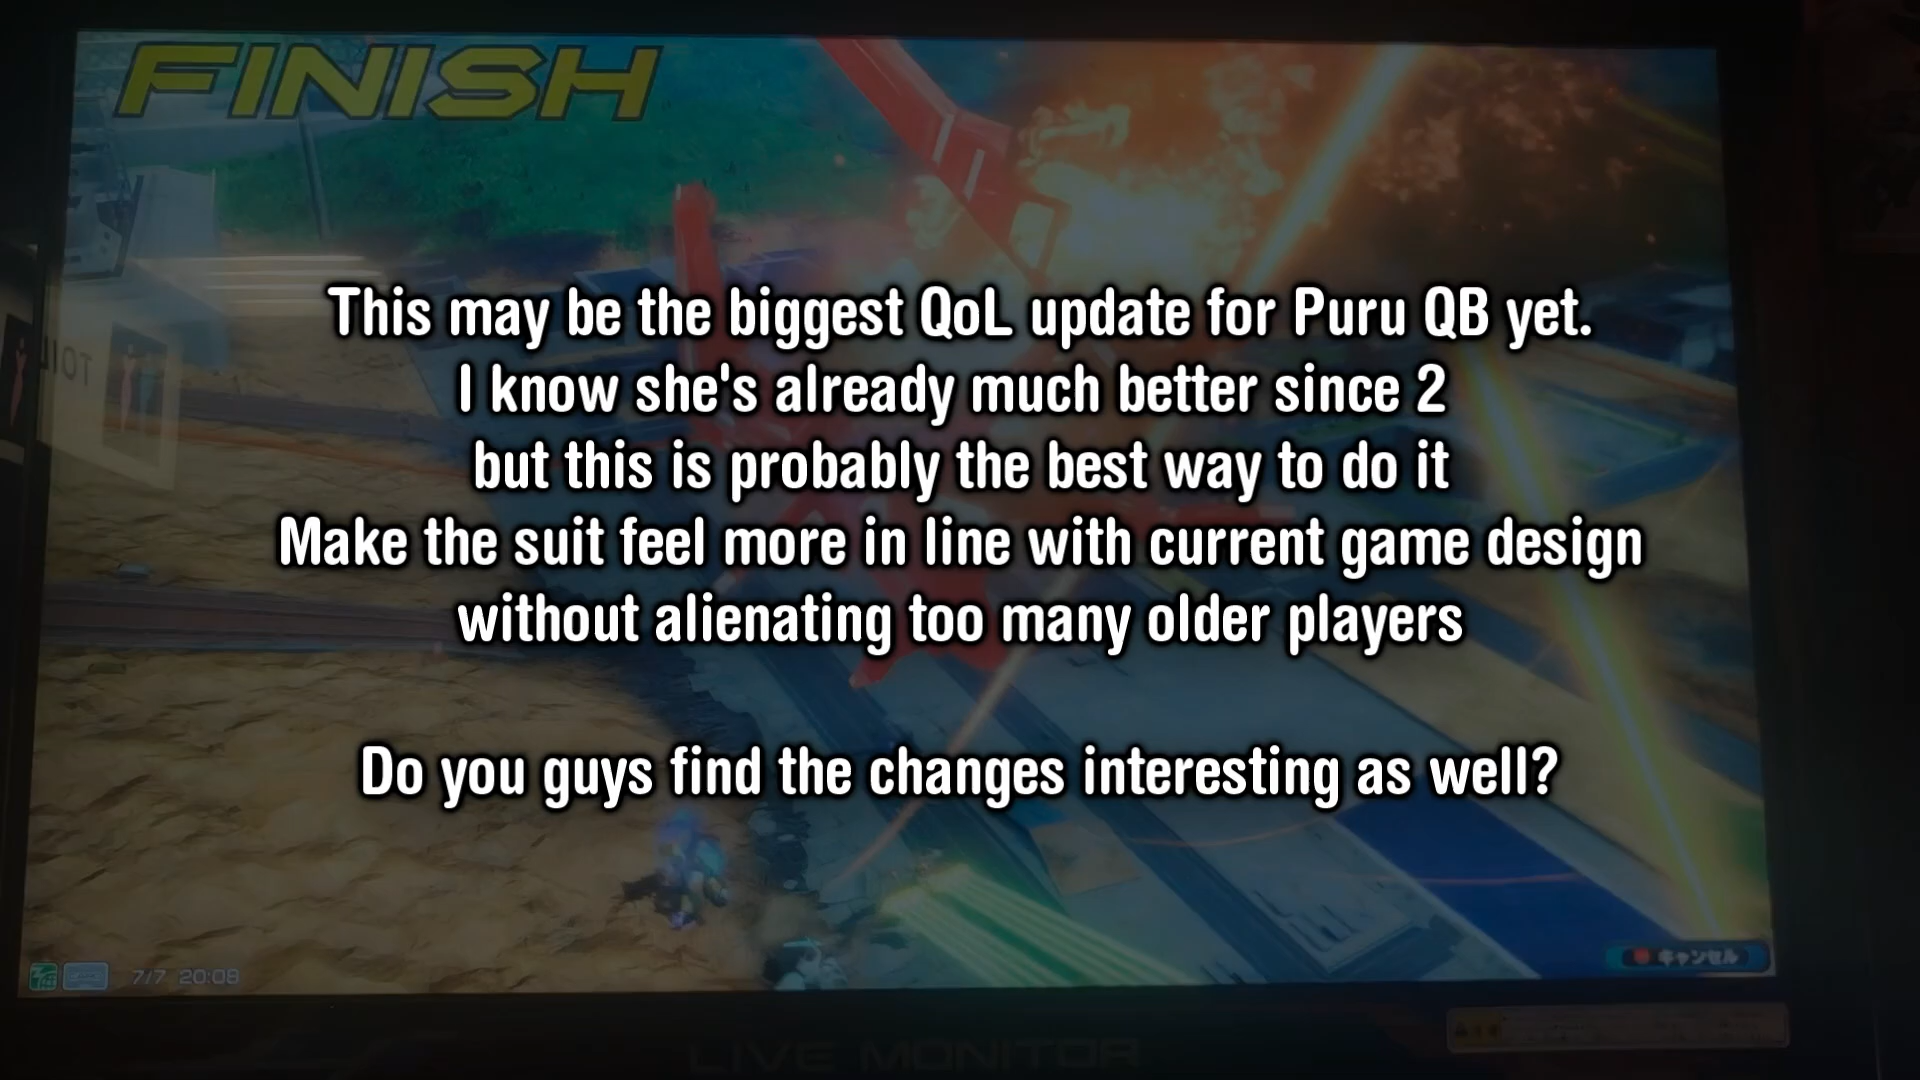 FINISH
This may be the biggest QoL update for Puru QB yet.
I know she's already much better since 2
but this is probably the best way to do it
Make the suit feel more in line with current game design
without alienating too many older players
Do you guys find the changes interesting as well?
7/7 20:08
キャンセル
LIVE MONITOR